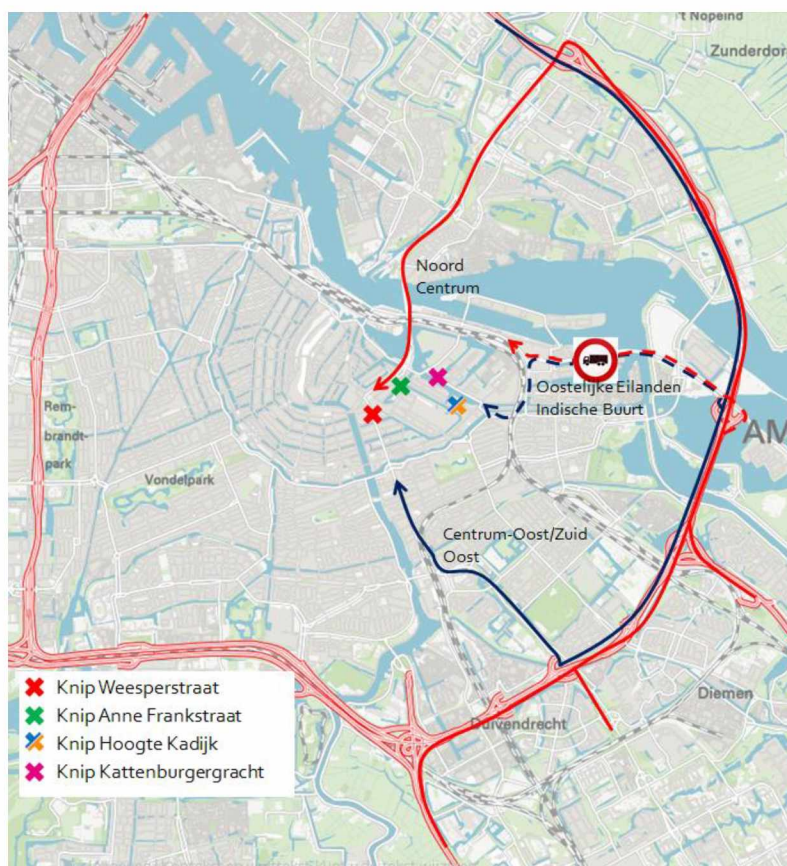 't Nopeind
Zunderdor
Noord
Centrum
Oostelijke Eilanden
Indische Buurt
AM
Rem-
brandt-
park
Vondelpark
Centrum-Oost/Zuid
Oost
Knip Weesperstraat
Knip Anne Frankstraat
Knip Hoogte Kadijk
Knip Kattenburgergracht
Diemen
Duivendrecht